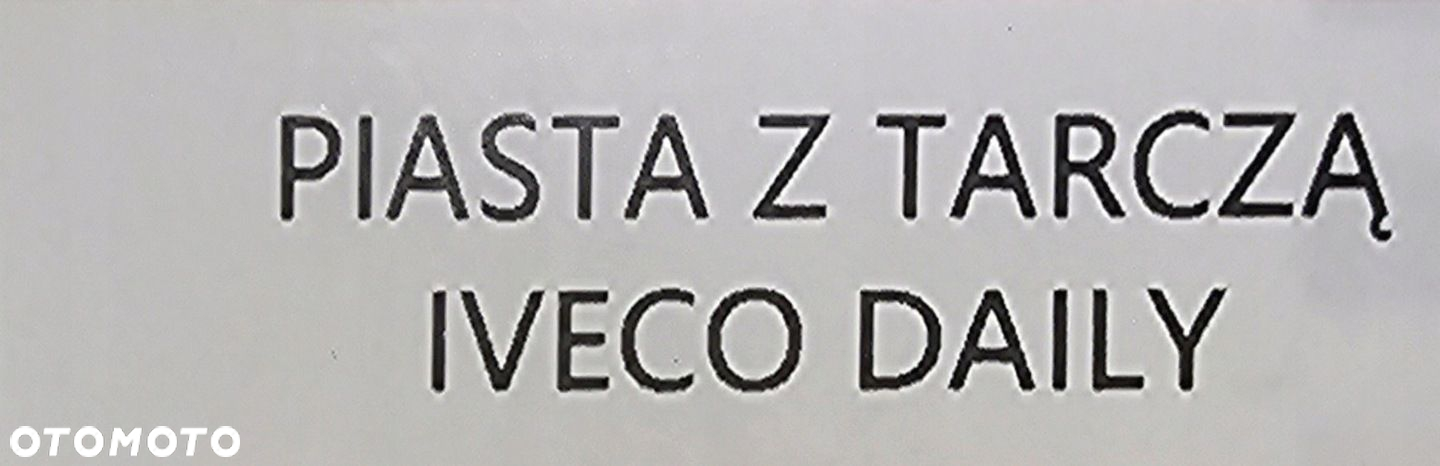 PIASTA Z TARCZĄ
IVECO DAILY
OTOMOTO